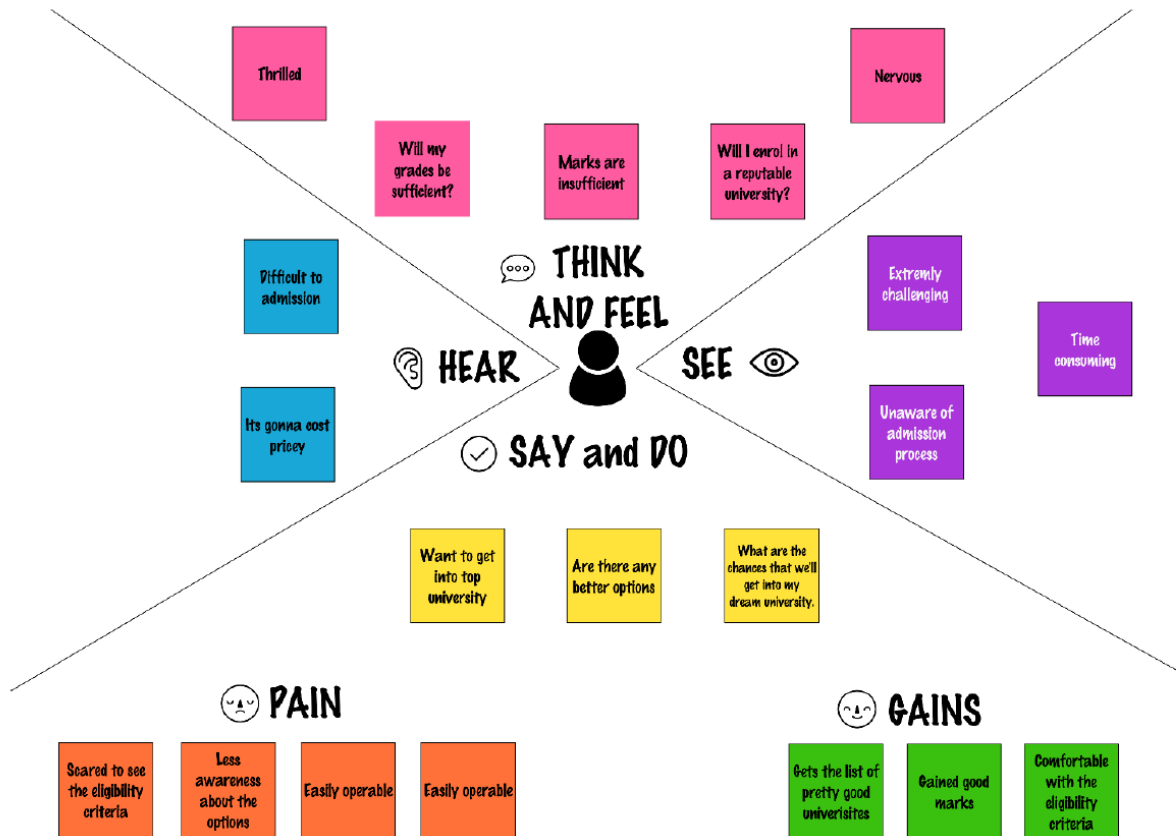 Thrilled
Nervous
Will my
grades be
sufficient?
Marks are
insufficient
Will I enrol in
a reputable
university?
THINK
AND FEEL
Difficult to
admission
Its gonna cost
pricey
HEAR
SEE
Extremly
challenging
Time
consuming
Unaware of
admission
process
SAY and DO
Want to get
into top
university
Are there any
better options
What are the
chances that we'll
get into my
dream university.
PAIN
Scared to see
the eligibility
criteria
Less
awareness
about the
options
Easily operable
Easily operable
GAINS
Gets the list of
pretty good
univerisites
Gained good
marks
Comfortable
with the
eligibility
criteria